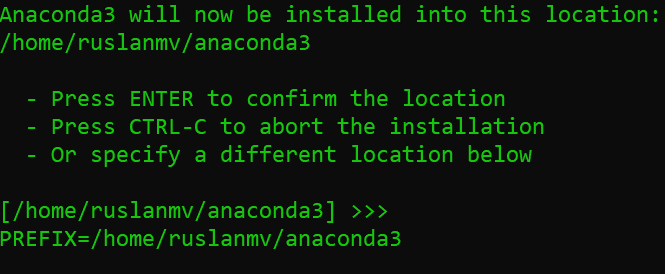 Anaconda3 will now be installed into this location:
/home/ruslanmv/anaconda3
- Press ENTER to confirm the location
- Press CTRL-C to abort the installation
- Or specify a different location below
[/home/ruslanmv/anaconda3] >>>
PREFIX=/home/ruslanmv/anaconda3